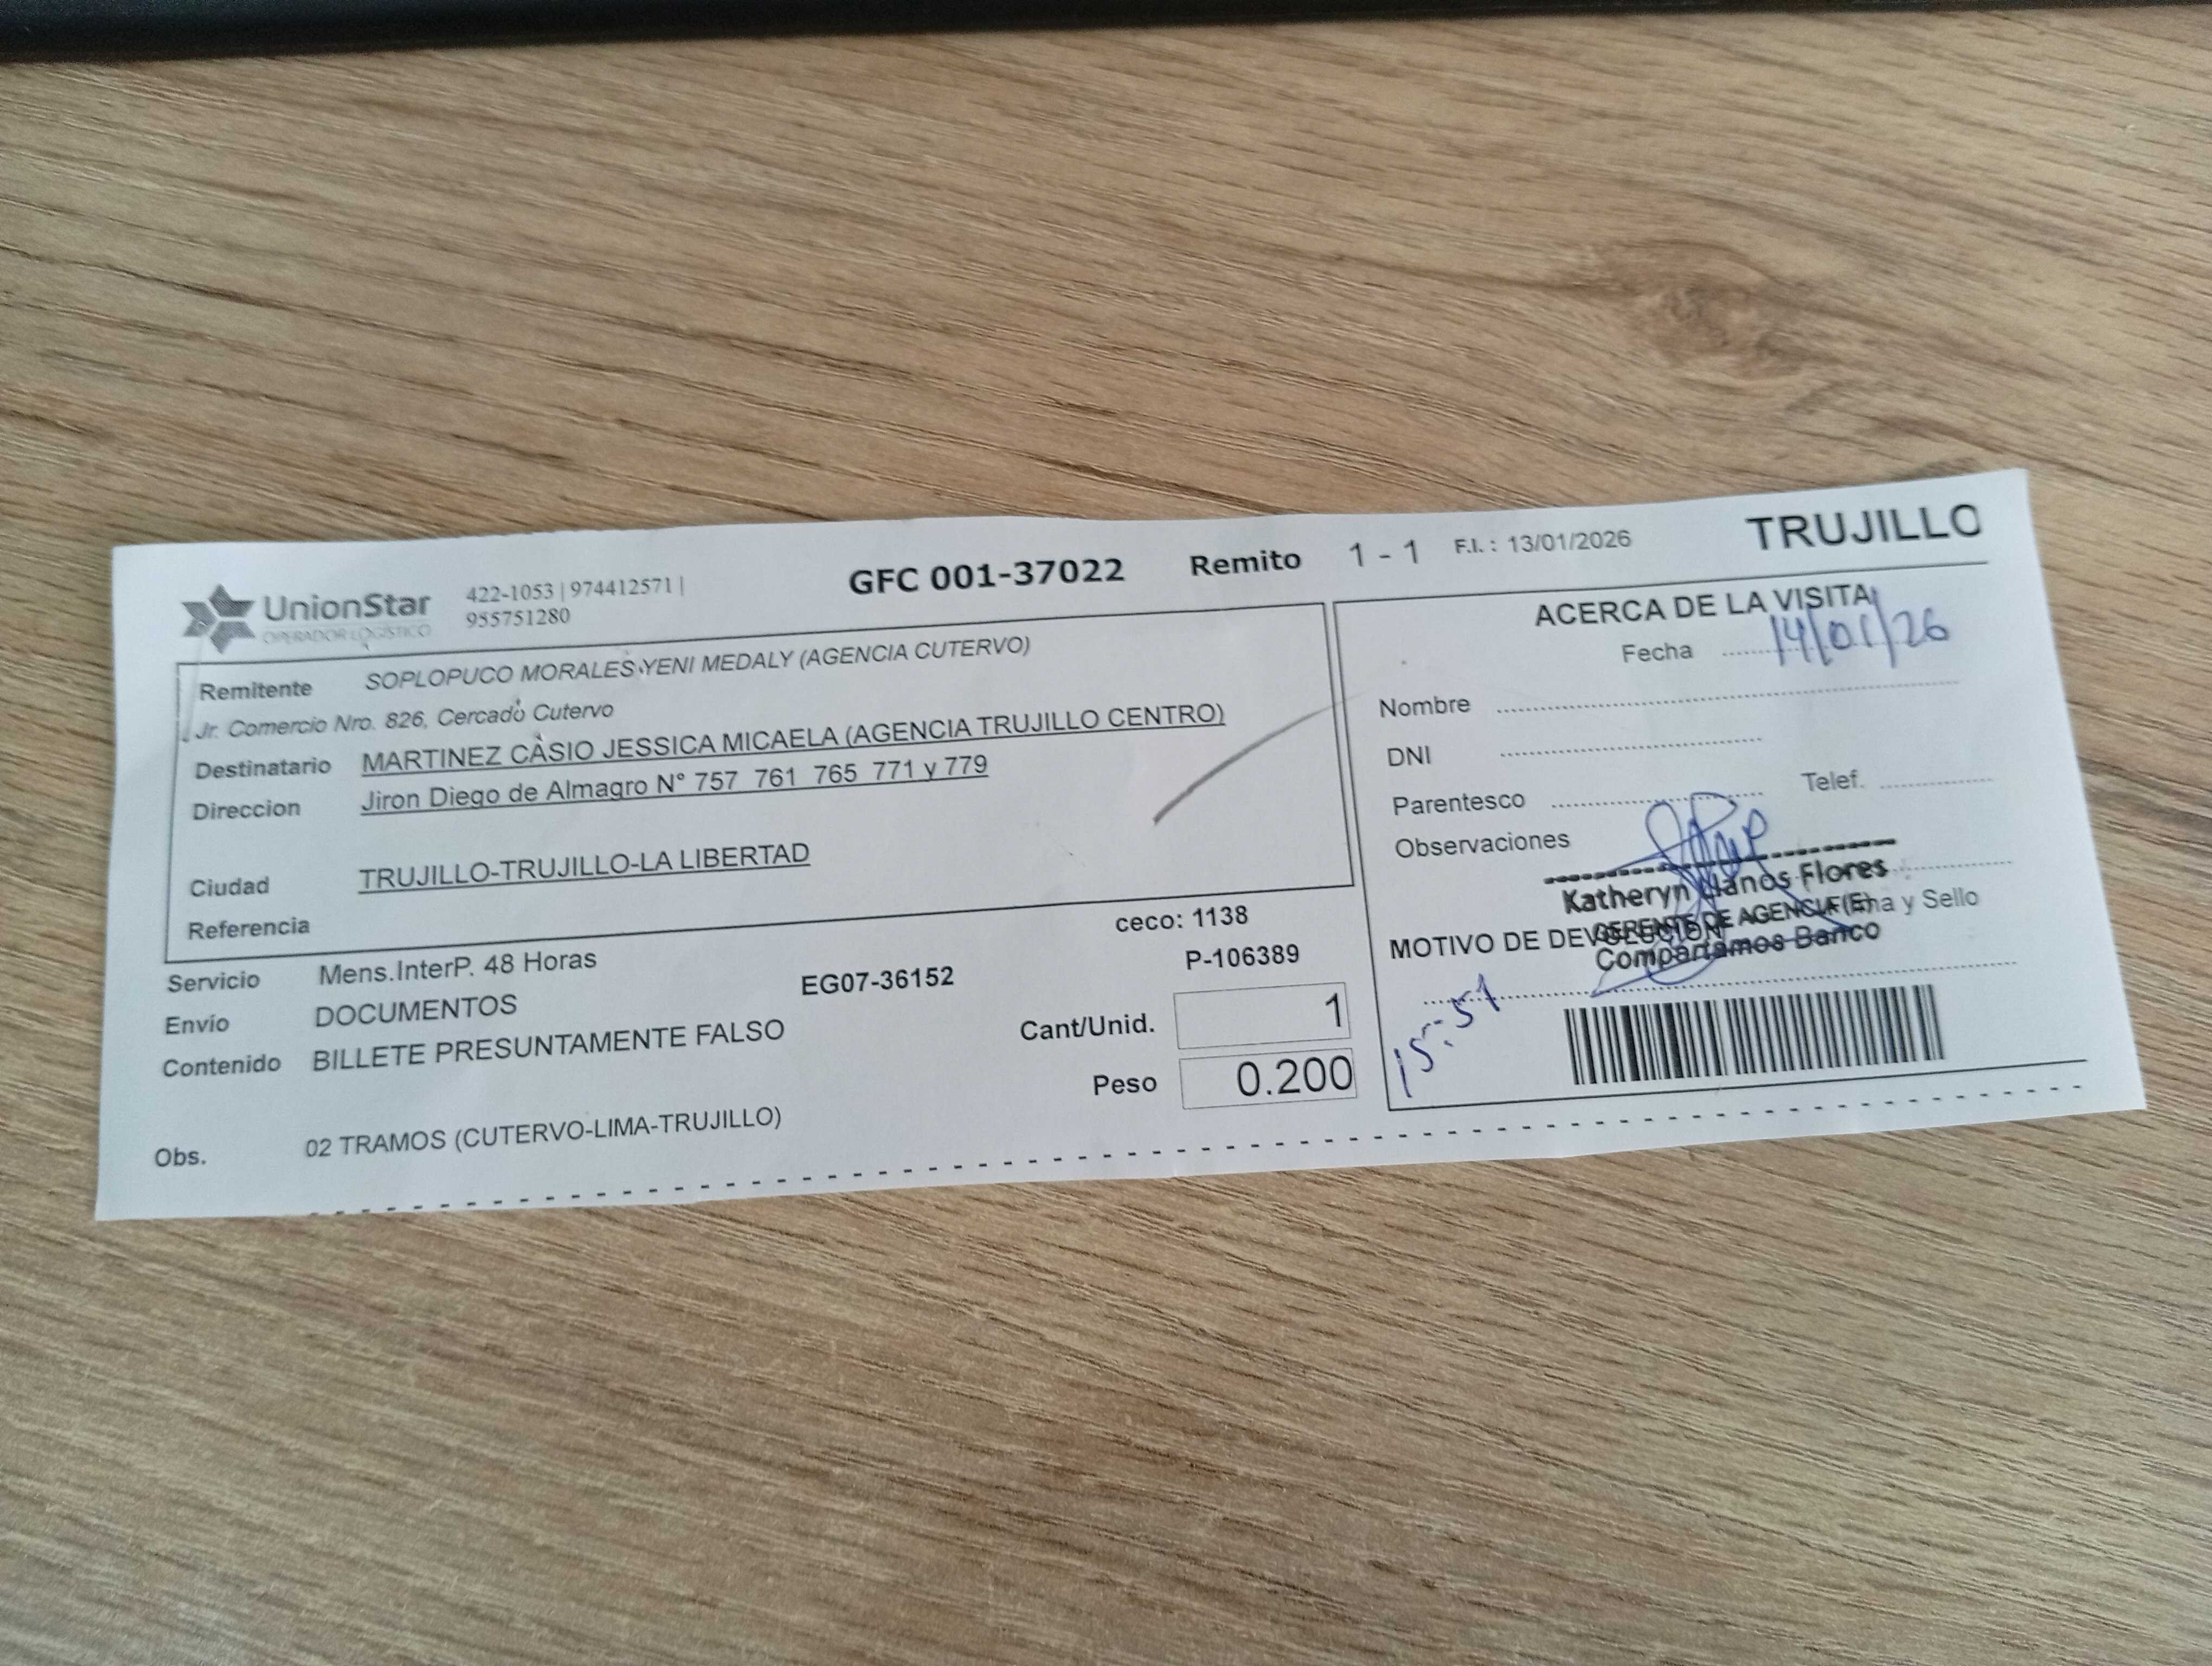 UnionStar
OPERADOR LOGÍSTICO
422-1053 | 974412571 |
955751280
GFC 001-37022 Remito 1 - 1 F.I. : 13/01/2026 TRUJILLO
Remitente SOPLOPUCO MORALES YENI MEDALY (AGENCIA CUTERVO)
Jr. Comercio Nro. 826, Cercado Cutervo
Destinatario MARTINEZ CASIO JESSICA MICAELA (AGENCIA TRUJILLO CENTRO)
Direccion Jiron Diego de Almagro N° 757 761 765 771 y 779
Ciudad TRUJILLO-TRUJILLO-LA LIBERTAD
Referencia
ceco: 1138
Servicio Mens.InterP. 48 Horas
P-106389
Envío DOCUMENTOS EG07-36152
Cant/Unid. 1
Contenido BILLETE PRESUNTAMENTE FALSO
Peso 0.200
Obs. 02 TRAMOS (CUTERVO-LIMA-TRUJILLO)
ACERCA DE LA VISITA
Fecha 14/01/26
Nombre
DNI
Parentesco Telef.
Observaciones
Katheryn Flores
y Sello
GERENTE DE AGENCIA (E)
MOTIVO DE DEVOLUCION
Compartamos Banco
15:51